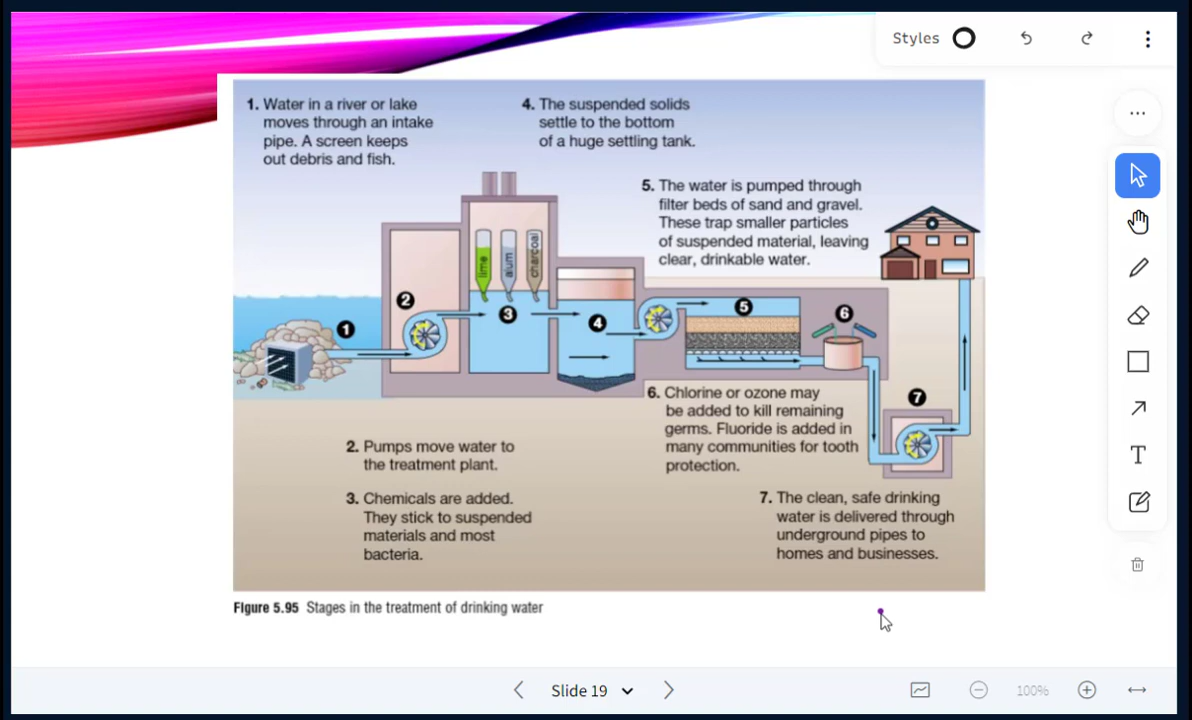 Styles
1. Water in a river or lake
moves through an intake
pipe. A screen keeps
out debris and fish.
4. The suspended solids
settle to the bottom
of a huge settling tank.
5. The water is pumped through
filter beds of sand and gravel.
These trap smaller particles
of suspended material, leaving
clear, drinkable water.
lime
alum
charcoal
1
2
3
4
5
6
7
6. Chlorine or ozone may
be added to kill remaining
germs. Fluoride is added in
many communities for tooth
protection.
2. Pumps move water to
the treatment plant.
3. Chemicals are added.
They stick to suspended
materials and most
bacteria.
7. The clean, safe drinking
water is delivered through
underground pipes to
homes and businesses.
Figure 5.95 Stages in the treatment of drinking water
T
Slide 19
100%